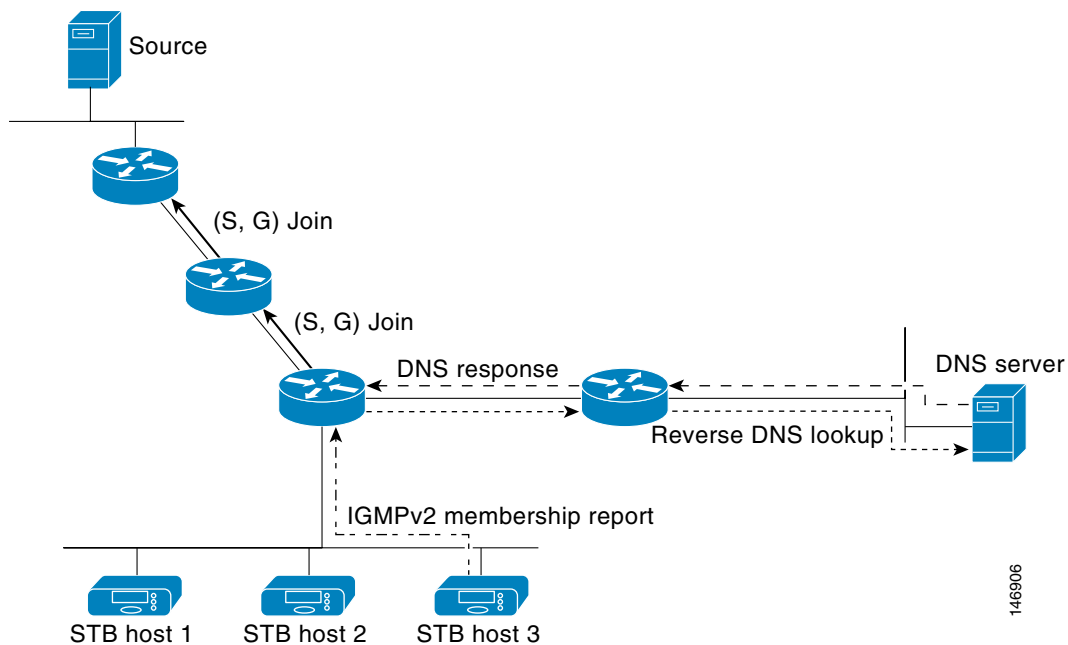 Source
(S, G) Join
(S, G) Join
DNS response
DNS server
Reverse DNS lookup
IGMPv2 membership report
STB host 1
STB host 2
STB host 3
146906